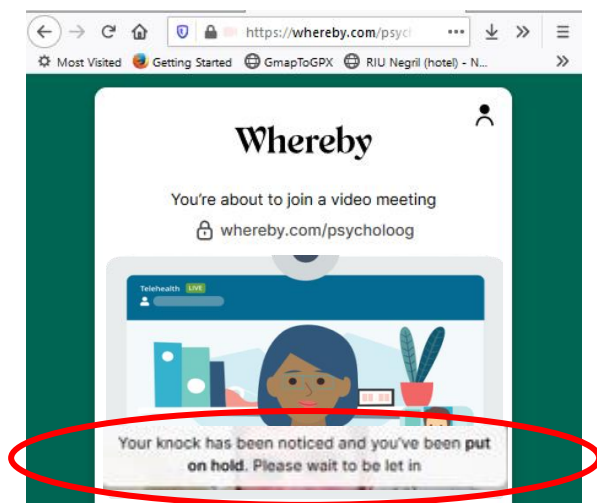 https://whereby.com/psycl
Most Visited Getting Started GmapToGPX RIU Negril (hotel) - N...
Whereby
You're about to join a video meeting
whereby.com/psycholoog
Telehealth LIVE
Your knock has been noticed and you've been put
on hold. Please wait to be let in